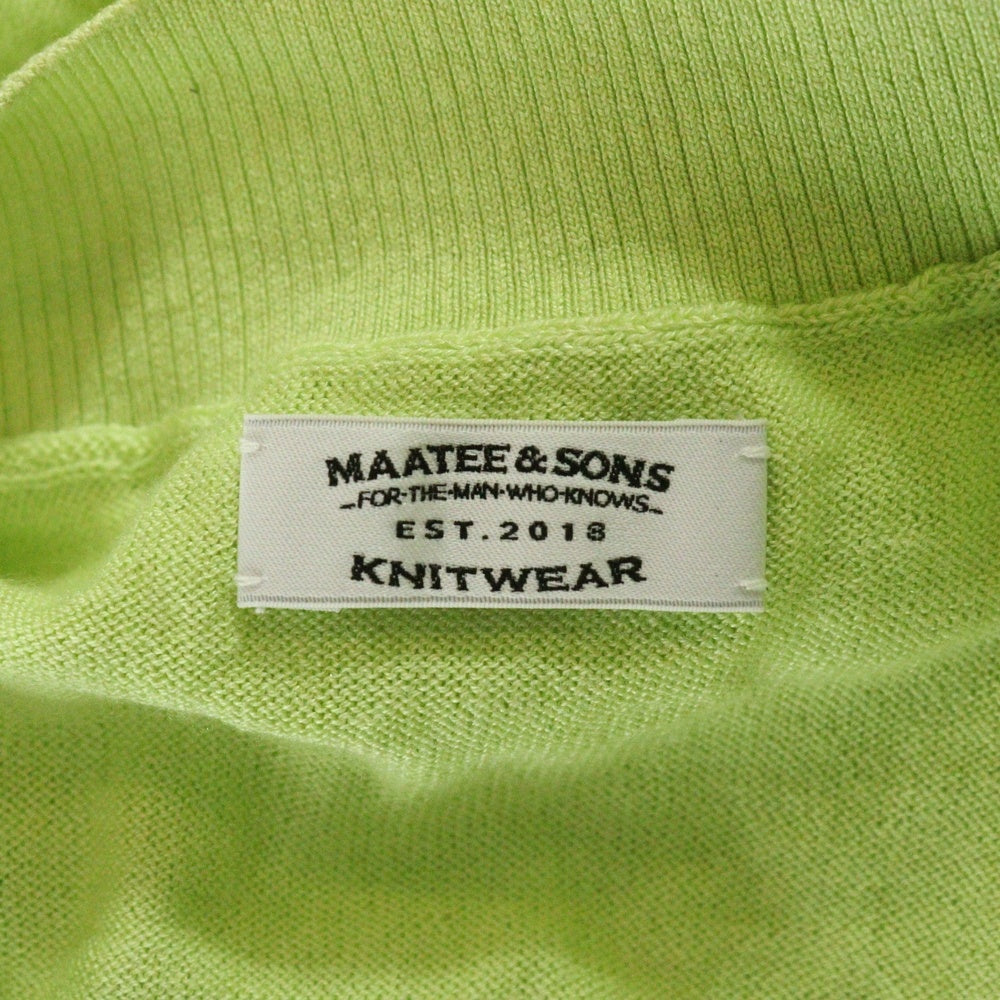 MAATEE & SONS
FOR-THE-MAN-WHO-KNOWS
EST. 2018
KNITWEAR